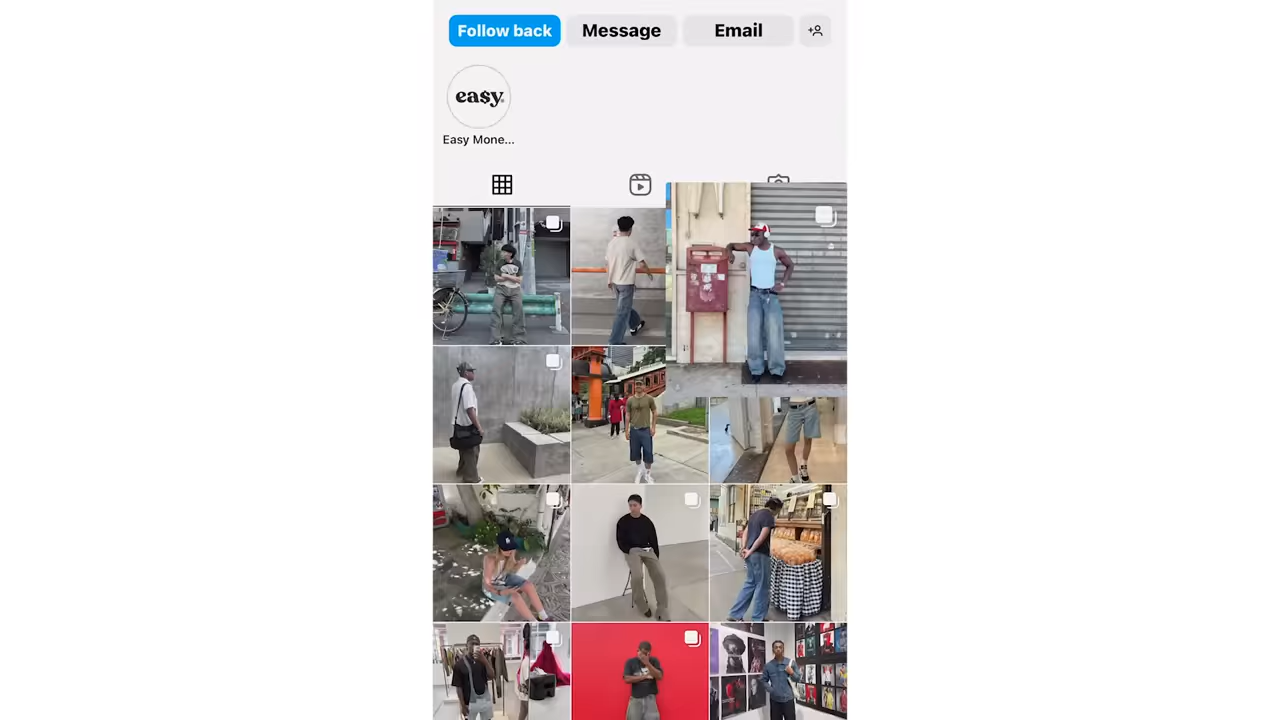 Follow back
Message
Email
easy
Easy Mone...